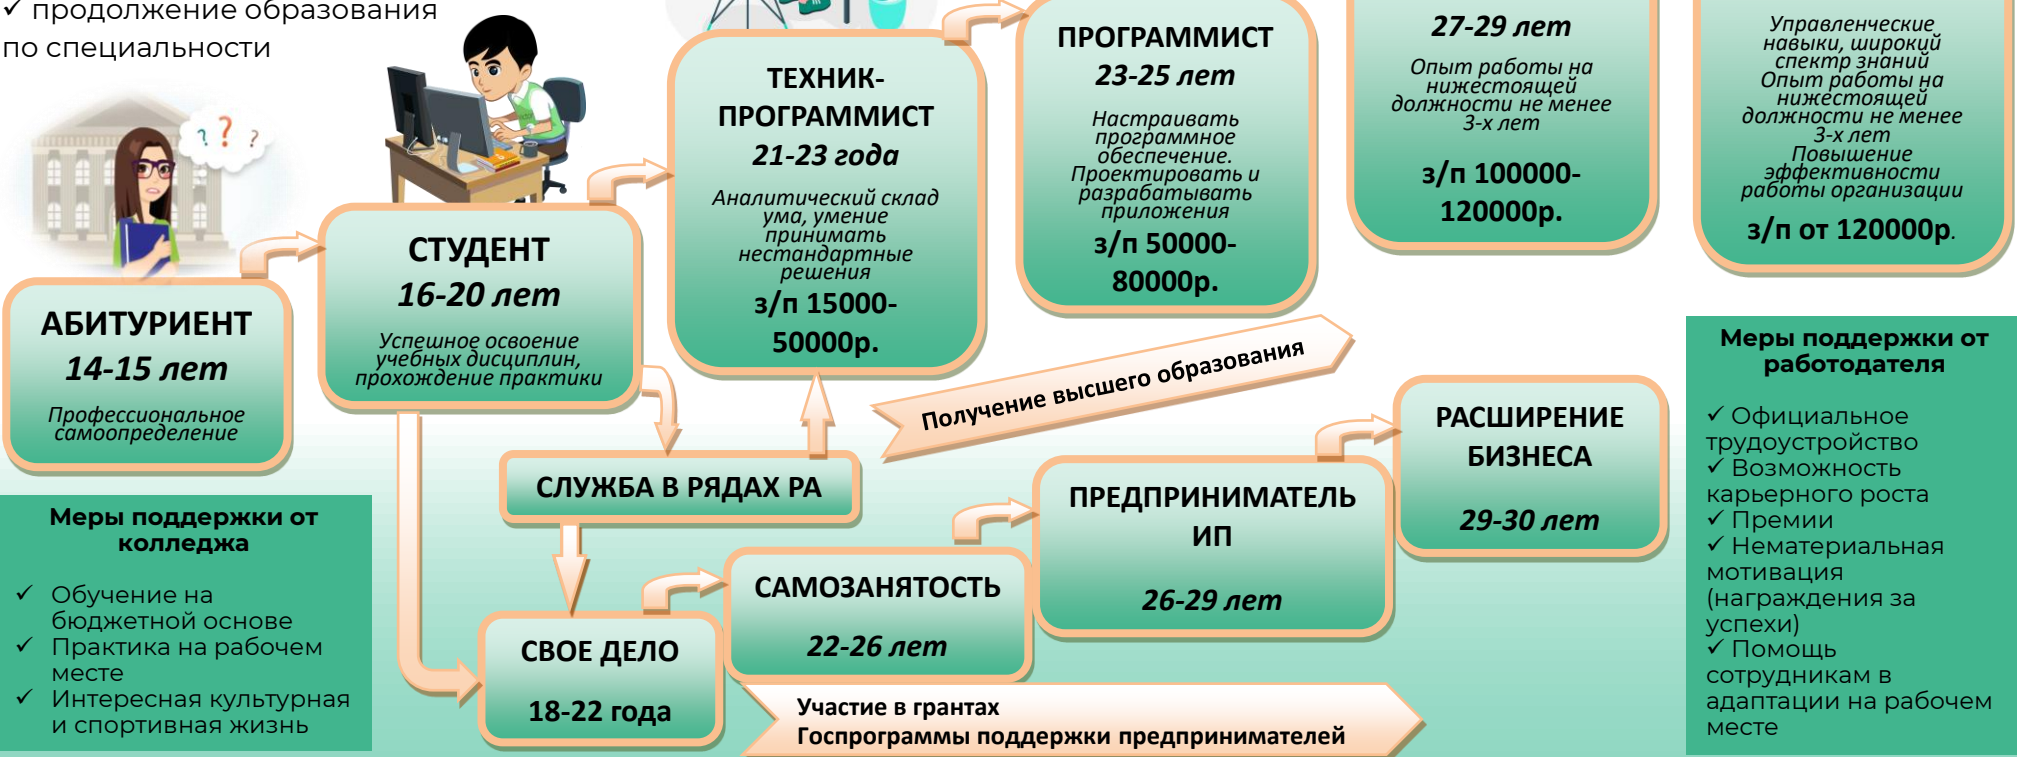 ✓ продолжение образования
по специальности
? ? ?
АБИТУРИЕНТ
14-15 лет
Профессиональное
самоопределение
СТУДЕНТ
16-20 лет
Успешное освоение
учебных дисциплин,
прохождение практики
ТЕХНИК-
ПРОГРАММИСТ
21-23 года
Аналитический склад
ума, умение
принимать
нестандартные
решения
з/п 15000-
50000р.
ПРОГРАММИСТ
23-25 лет
Настраивать
программное
обеспечение.
Проектировать и
разрабатывать
приложения
з/п 50000-
80000р.
27-29 лет
Опыт работы на
нижестоящей
должности не менее
3-х лет
з/п 100000-
120000р.
Управленческие
навыки, широкий
спектр знаний
Опыт работы на
нижестоящей
должности не менее
3-х лет
Повышение
эффективности
работы организации
з/п от 120000р.
Получение высшего образования
СЛУЖБА В РЯДАХ РА
СВОЕ ДЕЛО
18-22 года
САМОЗАНЯТОСТЬ
22-26 лет
ПРЕДПРИНИМАТЕЛЬ
ИП
26-29 лет
РАСШИРЕНИЕ
БИЗНЕСА
29-30 лет
Участие в грантах
Госпрограммы поддержки предпринимателей
Меры поддержки от
колледжа
✓ Обучение на
бюджетной основе
✓ Практика на рабочем
месте
✓ Интересная культурная
и спортивная жизнь
Меры поддержки от
работодателя
✓ Официальное
трудоустройство
✓ Возможность
карьерного роста
✓ Премии
✓ Нематериальная
мотивация
(награждения за
успехи)
✓ Помощь
сотрудникам в
адаптации на рабочем
месте